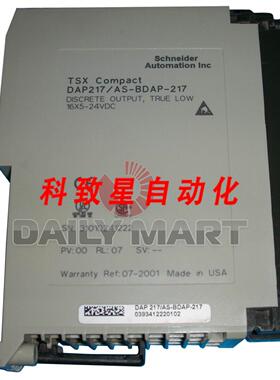 Schneider
Automation Inc
TSX Compact
DAP217/AS-BDAP-217
DISCRETE OUTPUT, TRUE LOW
16X5-24VDC
科致星自动化
DAILY MART
PV:00 RL: 07 SV:--
Warranty Ref: 07-2001 Made in USA
DAP 217/AS-BDAP-217
0393412220102